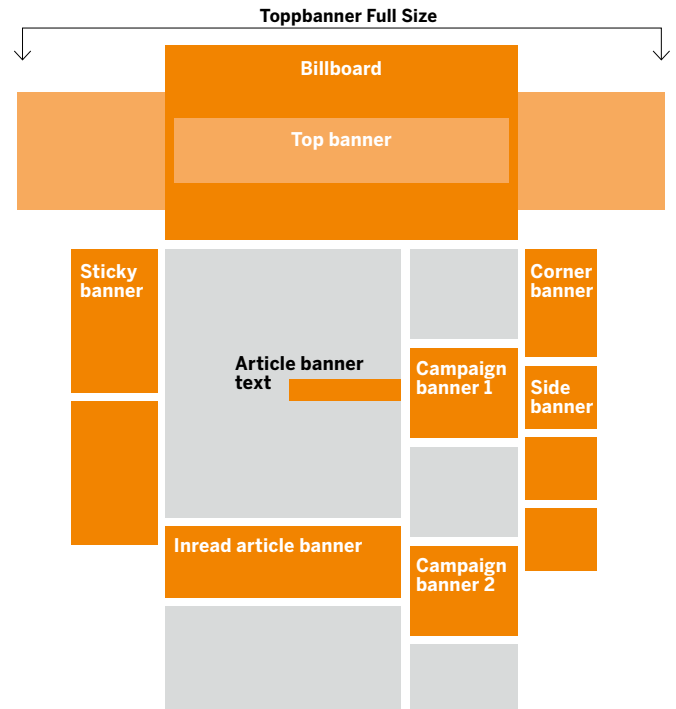 Toppbanner Full Size
Billboard
Top banner
Sticky
banner
Article banner
text
Inread article banner
Campaign
banner 1
Campaign
banner 2
Corner
banner
Side
banner